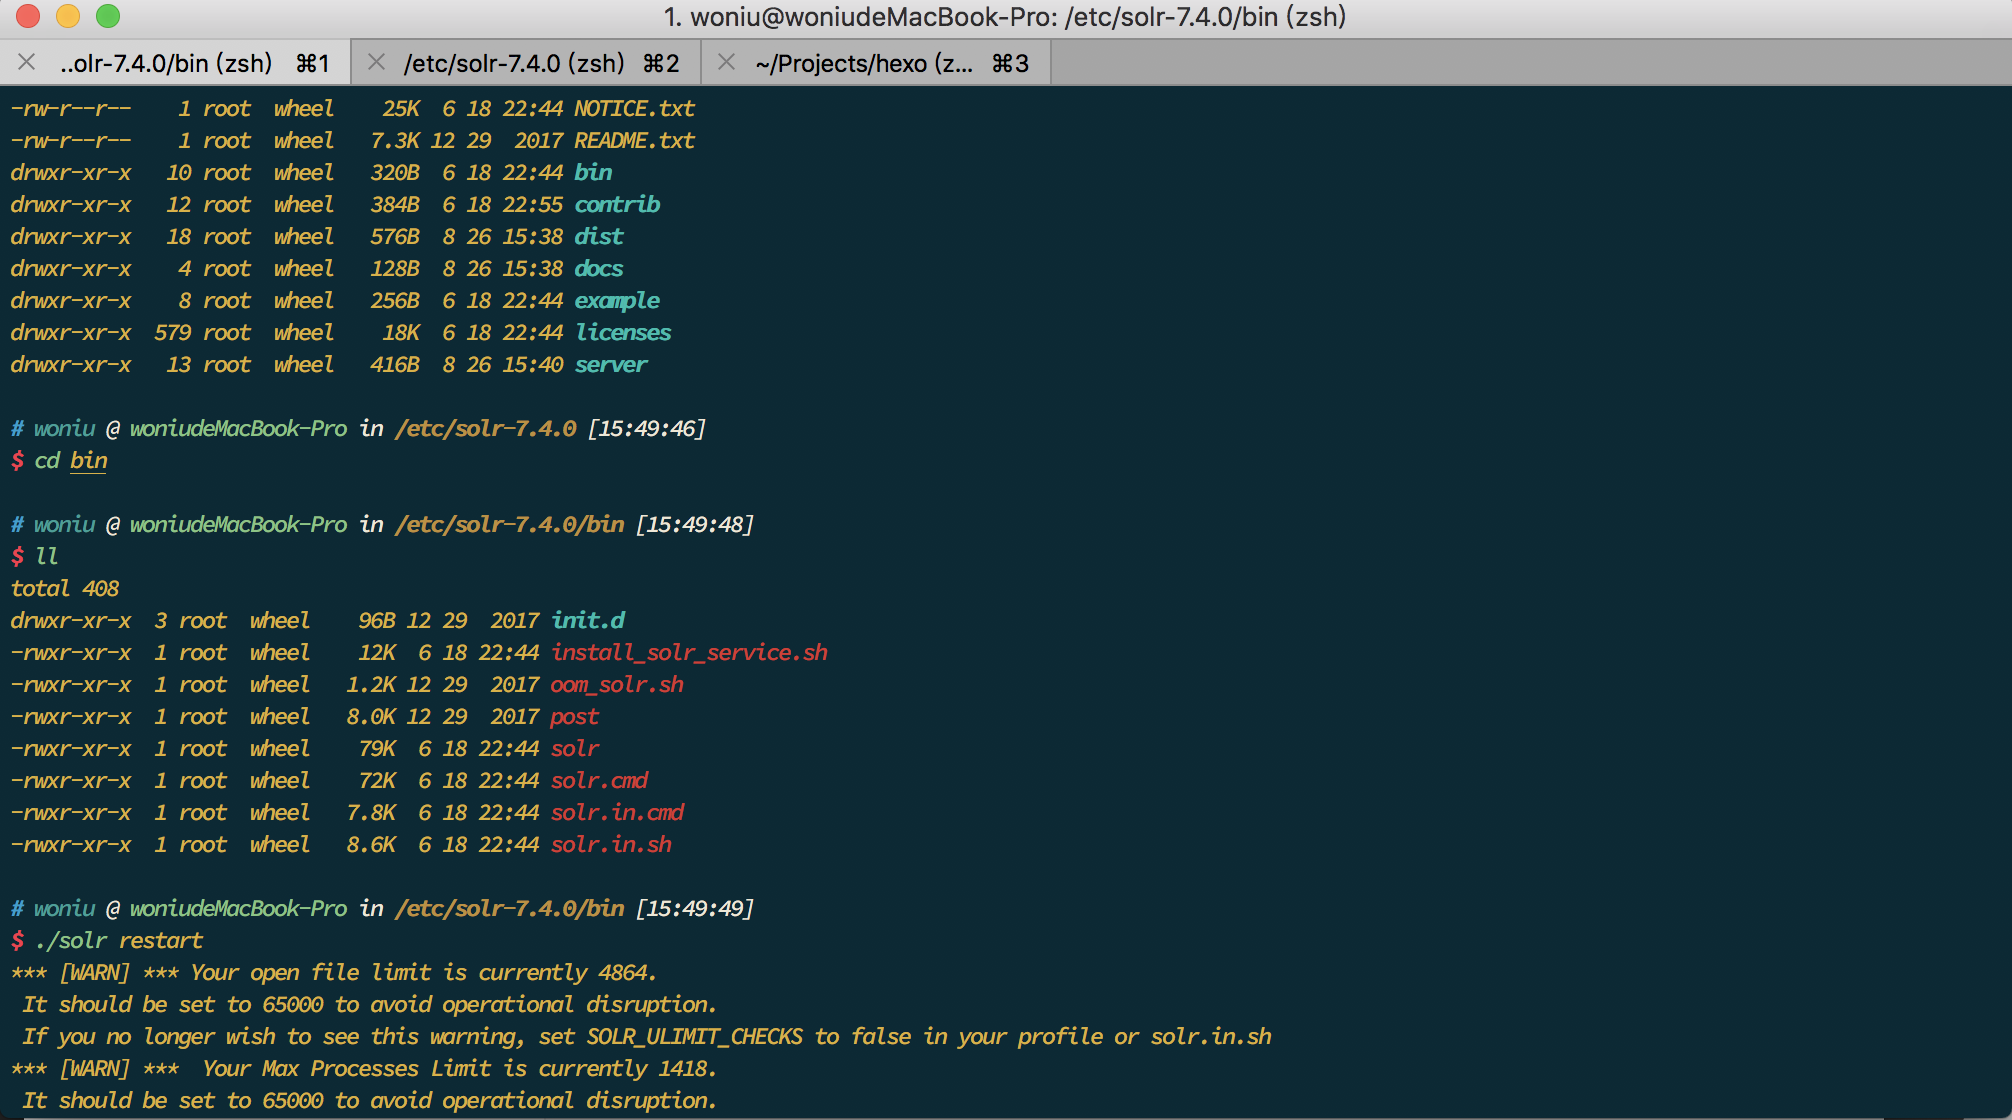 1. woniu@woniudeMacBook-Pro: /etc/solr-7.4.0/bin (zsh)
..olr-7.4.0/bin (zsh) ⌘1 /etc/solr-7.4.0 (zsh) ⌘2 ~/Projects/hexo (z... ⌘3
-rw-r--r--    1 root  wheel    25K  6 18 22:44 NOTICE.txt
-rw-r--r--    1 root  wheel   7.3K 12 29  2017 README.txt
drwxr-xr-x   10 root  wheel   320B  6 18 22:44 bin
drwxr-xr-x   12 root  wheel   384B  6 18 22:55 contrib
drwxr-xr-x   18 root  wheel   576B  8 26 15:38 dist
drwxr-xr-x    4 root  wheel   128B  8 26 15:38 docs
drwxr-xr-x    8 root  wheel   256B  6 18 22:44 example
drwxr-xr-x  579 root  wheel    18K  6 18 22:44 licenses
drwxr-xr-x   13 root  wheel   416B  8 26 15:40 server
# woniu @ woniudeMacBook-Pro in /etc/solr-7.4.0 [15:49:46]
$ cd bin
# woniu @ woniudeMacBook-Pro in /etc/solr-7.4.0/bin [15:49:48]
$ ll
total 408
drwxr-xr-x  3 root  wheel    96B 12 29  2017 init.d
-rwxr-xr-x  1 root  wheel    12K  6 18 22:44 install_solr_service.sh
-rwxr-xr-x  1 root  wheel   1.2K 12 29  2017 oom_solr.sh
-rwxr-xr-x  1 root  wheel   8.0K 12 29  2017 post
-rwxr-xr-x  1 root  wheel    79K  6 18 22:44 solr
-rwxr-xr-x  1 root  wheel    72K  6 18 22:44 solr.cmd
-rwxr-xr-x  1 root  wheel   7.8K  6 18 22:44 solr.in.cmd
-rwxr-xr-x  1 root  wheel   8.6K  6 18 22:44 solr.in.sh
# woniu @ woniudeMacBook-Pro in /etc/solr-7.4.0/bin [15:49:49]
$ ./solr restart
*** [WARN] *** Your open file limit is currently 4864.
 It should be set to 65000 to avoid operational disruption.
 If you no longer wish to see this warning, set SOLR_ULIMIT_CHECKS to false in your profile or solr.in.sh
*** [WARN] ***  Your Max Processes Limit is currently 1418.
 It should be set to 65000 to avoid operational disruption.